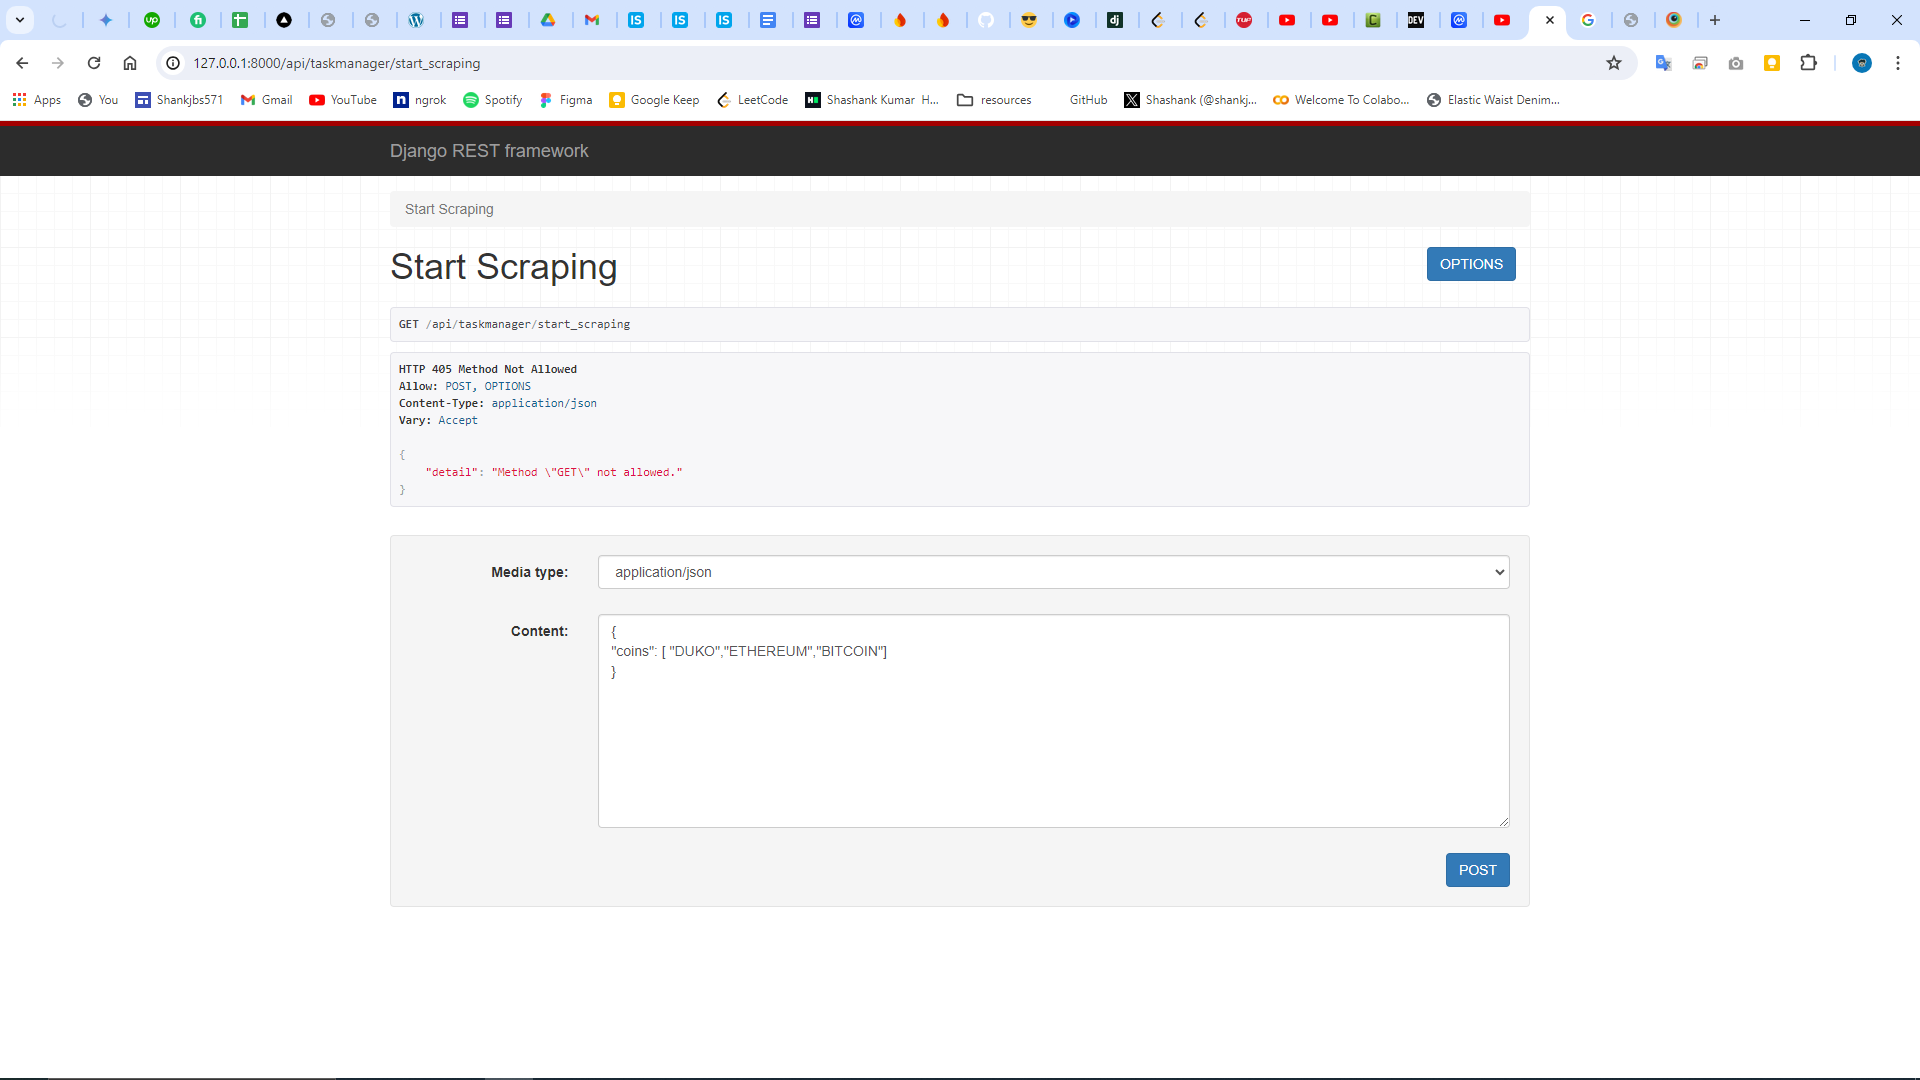 127.0.0.1:8000/api/taskmanager/start_scraping
Apps You Shankjbs571 Gmail YouTube ngrok Spotify Figma Google Keep LeetCode Shashank Kumar H... resources GitHub Shashank (@shankj... Welcome To Colabo... Elastic Waist Denim...
Django REST framework
Start Scraping
Start Scraping
OPTIONS
GET /api/taskmanager/start_scraping
HTTP 405 Method Not Allowed
Allow: POST, OPTIONS
Content-Type: application/json
Vary: Accept
{
"detail": "Method \"GET\" not allowed."
}
Media type: application/json
Content: {
"coins": [ "DUKO","ETHEREUM","BITCOIN"]
}
POST